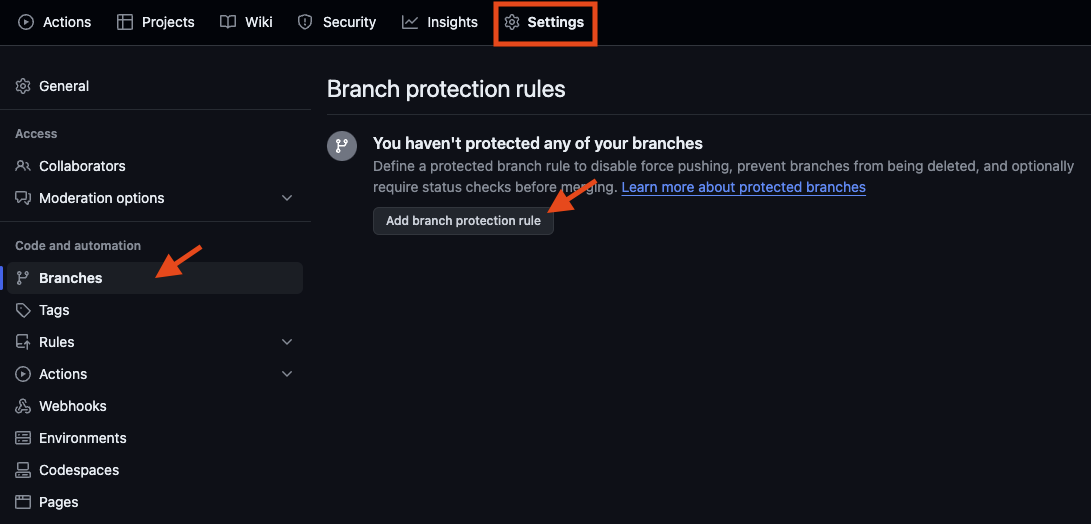 Actions Projects Wiki Security Insights Settings
General
Access
Collaborators
Moderation options
Code and automation
Branches
Tags
Rules
Actions
Webhooks
Environments
Codespaces
Pages
Branch protection rules
You haven't protected any of your branches
Define a protected branch rule to disable force pushing, prevent branches from being deleted, and optionally
require status checks before merging. Learn more about protected branches
Add branch protection rule